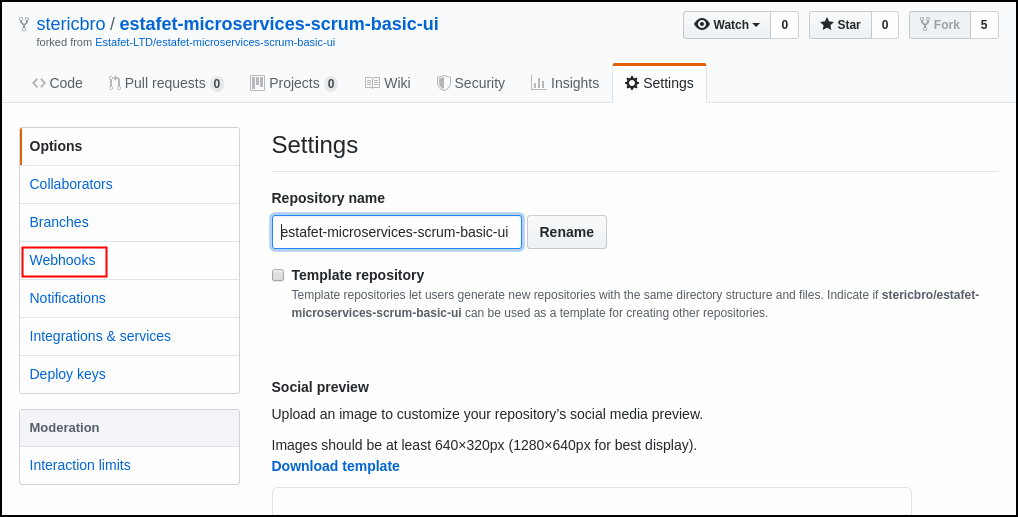 stericbro / estafet-microservices-scrum-basic-ui
Watch 0 Star 0 Fork 5
forked from Estafet-LTD/estafet-microservices-scrum-basic-ui
Code Pull requests 0 Projects 0 Wiki Security Insights Settings
Options
Collaborators
Branches
Webhooks
Notifications
Integrations & services
Deploy keys
Moderation
Interaction limits
Settings
Repository name
estafet-microservices-scrum-basic-ui Rename
Template repository
Template repositories let users generate new repositories with the same directory structure and files. Indicate if stericbro/estafet-
microservices-scrum-basic-ui can be used as a template for creating other repositories.
Social preview
Upload an image to customize your repository’s social media preview.
Images should be at least 640×320px (1280×640px for best display).
Download template